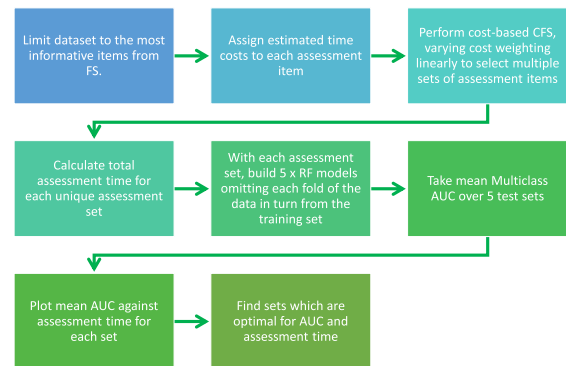 Limit dataset to the most
informative items from
FS.
Assign estimated time
costs to each assessment
item
Perform cost-based CFS,
varying cost weighting
linearly to select multiple
sets of assessment items
Calculate total
assessment time for
each unique assessment
set
With each assessment
set, build 5 x RF models
omitting each fold of the
data in turn from the
training set
Take mean Multiclass
AUC over 5 test sets
Plot mean AUC against
assessment time for
each set
Find sets which are
optimal for AUC and
assessment time